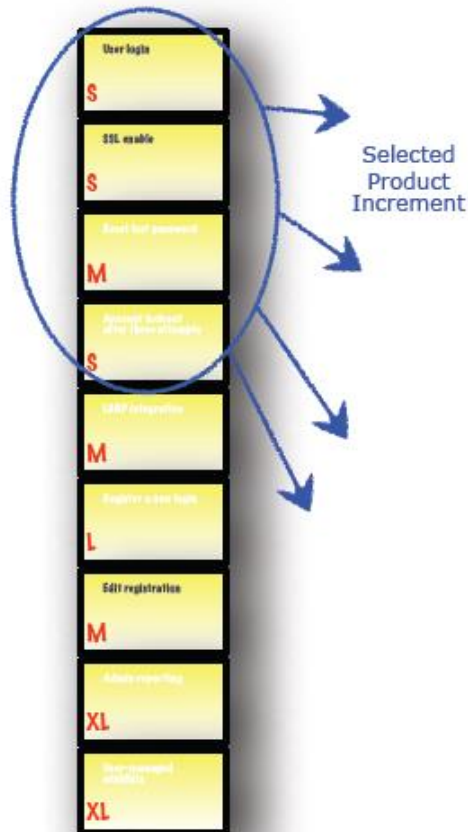 User login
S
SSL enable
S
Selected
Product
Increment
Reset lost password
M
Account lockout
after three attempts
S
LDAP integration
M
Register a new login
L
Edit registration
M
Admin reporting
XL
User-managed
XL